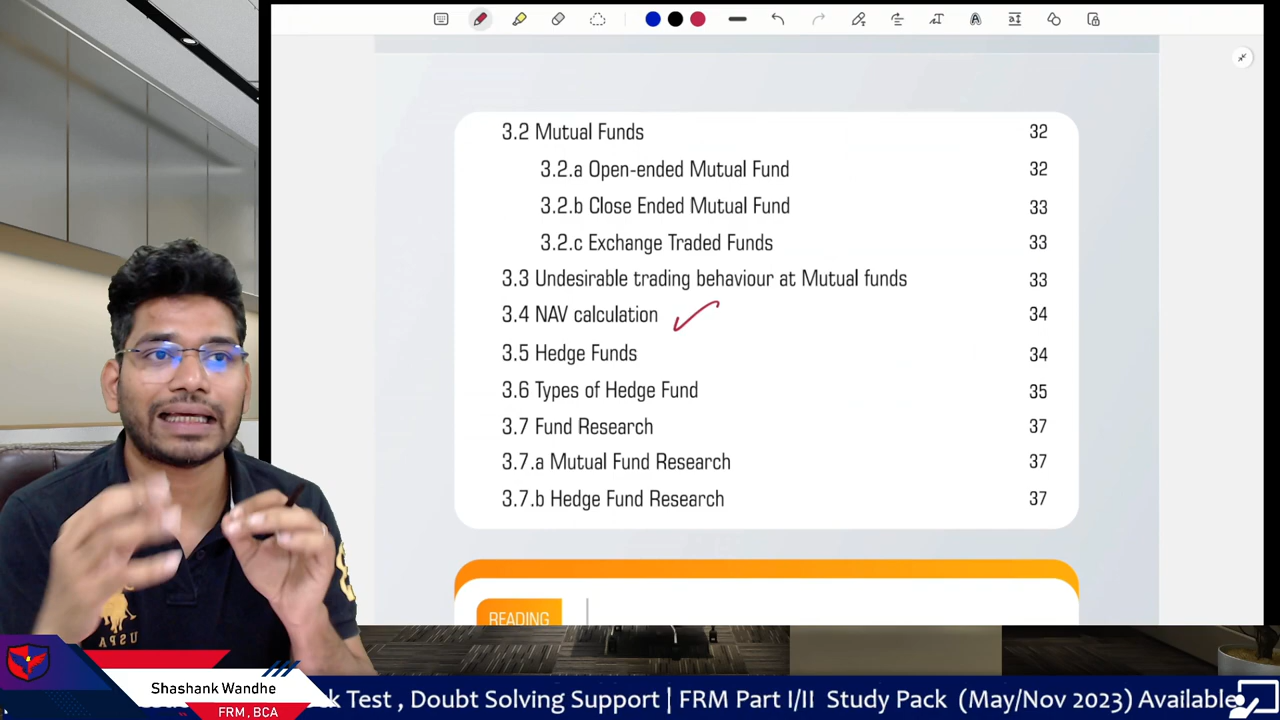 3.2 Mutual Funds 32
3.2.a Open-ended Mutual Fund 32
3.2.b Close Ended Mutual Fund 33
3.2.c Exchange Traded Funds 33
3.3 Undesirable trading behaviour at Mutual funds 33
3.4 NAV calculation 34
3.5 Hedge Funds 34
3.6 Types of Hedge Fund 35
3.7 Fund Research 37
3.7.a Mutual Fund Research 37
3.7.b Hedge Fund Research 37
READING
USPA
Shashank Wandhe
FRM, BCA
k Test , Doubt Solving Support | FRM Part I/II Study Pack (May/Nov 2023) Available